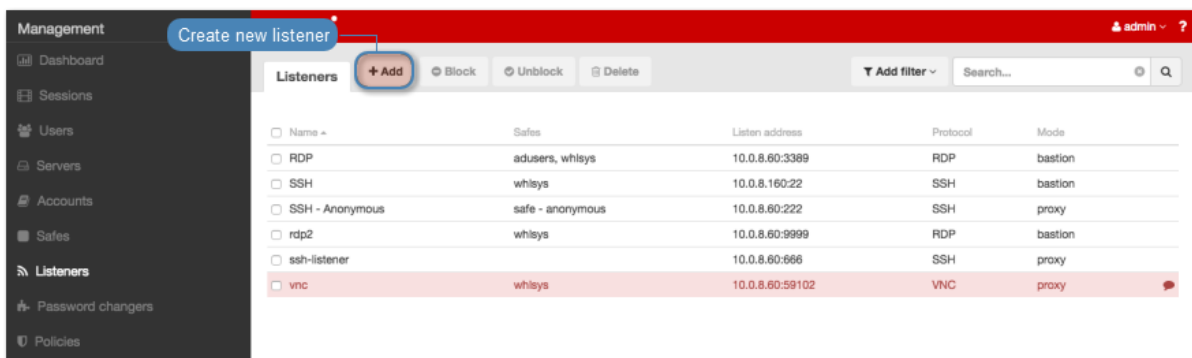 Management
Create new listener
admin
?
Dashboard
Sessions
Users
Servers
Accounts
Safes
Listeners
Password changers
Policies
Listeners
+ Add
Block
Unblock
Delete
Add filter
Search...
Name Safes Listen address Protocol Mode
RDP adusers, whlsys 10.0.8.60:3389 RDP bastion
SSH whlsys 10.0.8.160:22 SSH bastion
SSH - Anonymous safe - anonymous 10.0.8.60:222 SSH proxy
rdp2 whlsys 10.0.8.60:9999 RDP bastion
ssh-listener 10.0.8.60:666 SSH proxy
vnc whlsys 10.0.8.60:59102 VNC proxy